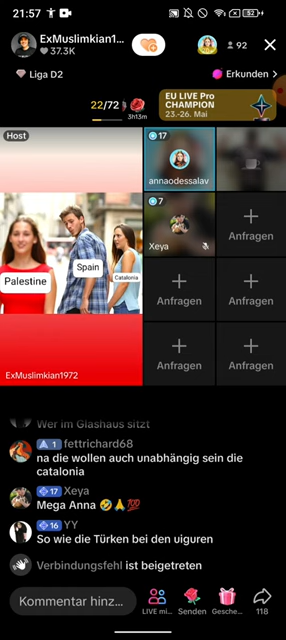 21:57
ExMuslimkian1...
37.3K
92
Liga D2
Erkunden >
22/72
3h13m
EU LIVE Pro
CHAMPION
23.-26. Mai
Host
17
annaodessalav
7
Xeya
Anfragen
Anfragen
Anfragen
Anfragen
Anfragen
Palestine
Spain
Catalonia
ExMuslimkian1972
Wer im Glashaus sitzt
1 fettrichard68
na die wollen auch unabhängig sein die
catalonia
17 Xeya
Mega Anna 🤣🙏💯
16 YY
So wie die Türken bei den uiguren
Verbindungsfehl ist beigetreten
Kommentar hinz...
LIVE mi...
Senden
Gesche...
118